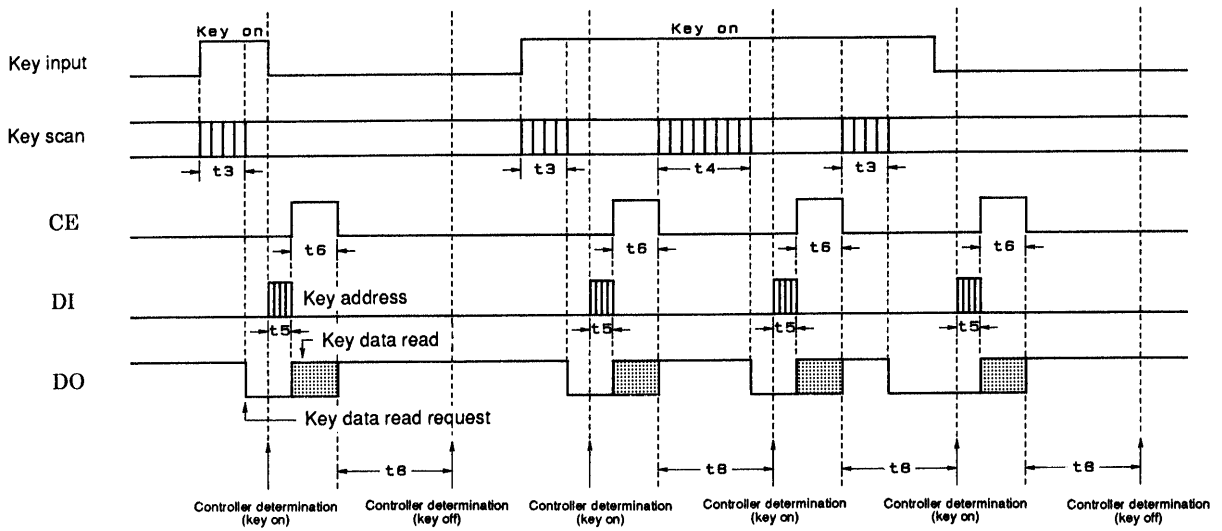 Key on
Key on
Key input
Key scan
t3
t3
t4
t3
CE
t6
t6
t6
t6
DI
Key address
t5
t5
t5
t5
Key data read
DO
Key data read request
t8
t8
t8
t8
Controller determination
(key on)
Controller determination
(key off)
Controller determination
(key on)
Controller determination
(key on)
Controller determination
(key on)
Controller determination
(key off)